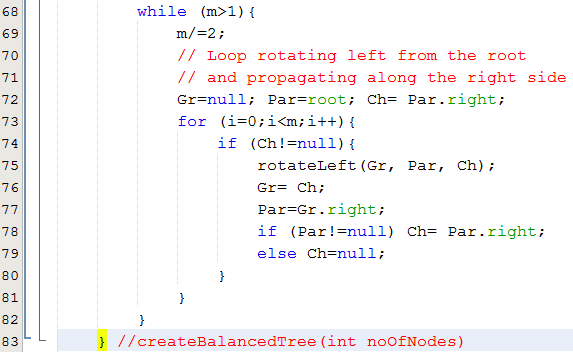 68 while (m>1){
69 m/=2;
70 // Loop rotating left from the root
71 // and propagating along the right side
72 Gr=null; Par=root; Ch= Par.right;
73 for (i=0;i<m;i++){
74 if (Ch!=null){
75 rotateLeft(Gr, Par, Ch);
76 Gr= Ch;
77 Par=Gr.right;
78 if (Par!=null) Ch= Par.right;
79 else Ch=null;
80 }
81 }
82 }
83 } //createBalancedTree(int noOfNodes)